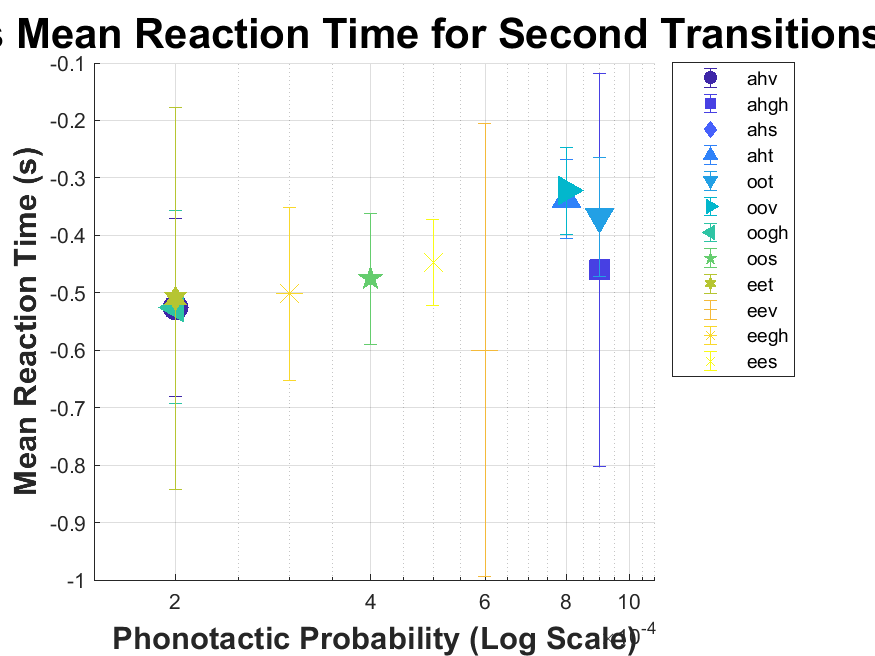 s Mean Reaction Time for Second Transitions
-0.1
-0.2
-0.3
-0.4
-0.5
-0.6
-0.7
-0.8
-0.9
-1
Mean Reaction Time (s)
2 4 6 8 10
Phonotactic Probability (Log Scale)
×10-4
ahv
ahgh
ahs
aht
oot
oov
oogh
oos
eet
eev
eegh
ees